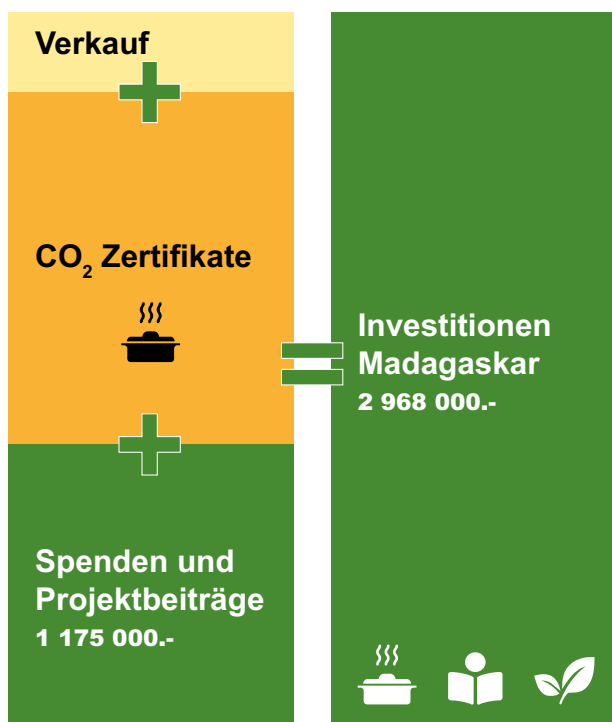 Verkauf
CO₂ Zertifikate
Spenden und
Projektbeiträge
1 175 000.-
Investitionen
Madagaskar
2 968 000.-